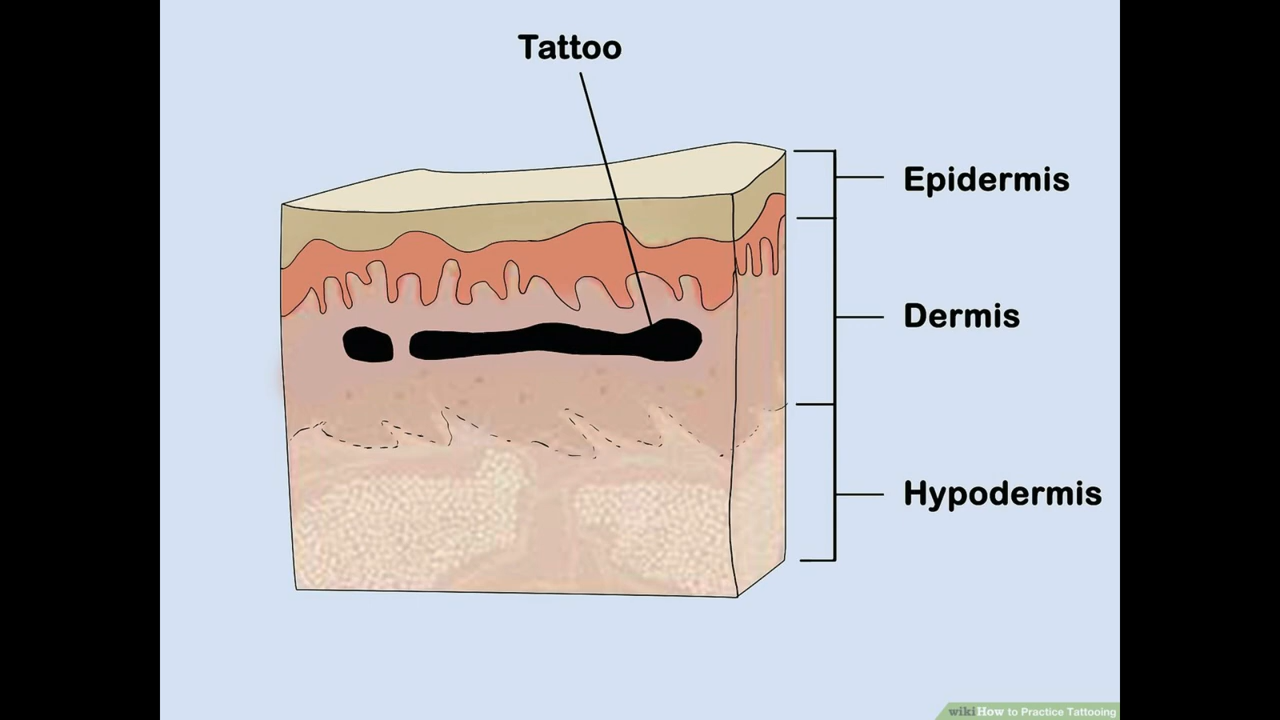 Tattoo
Epidermis
Dermis
Hypodermis
wikiHow to Practice Tattooing